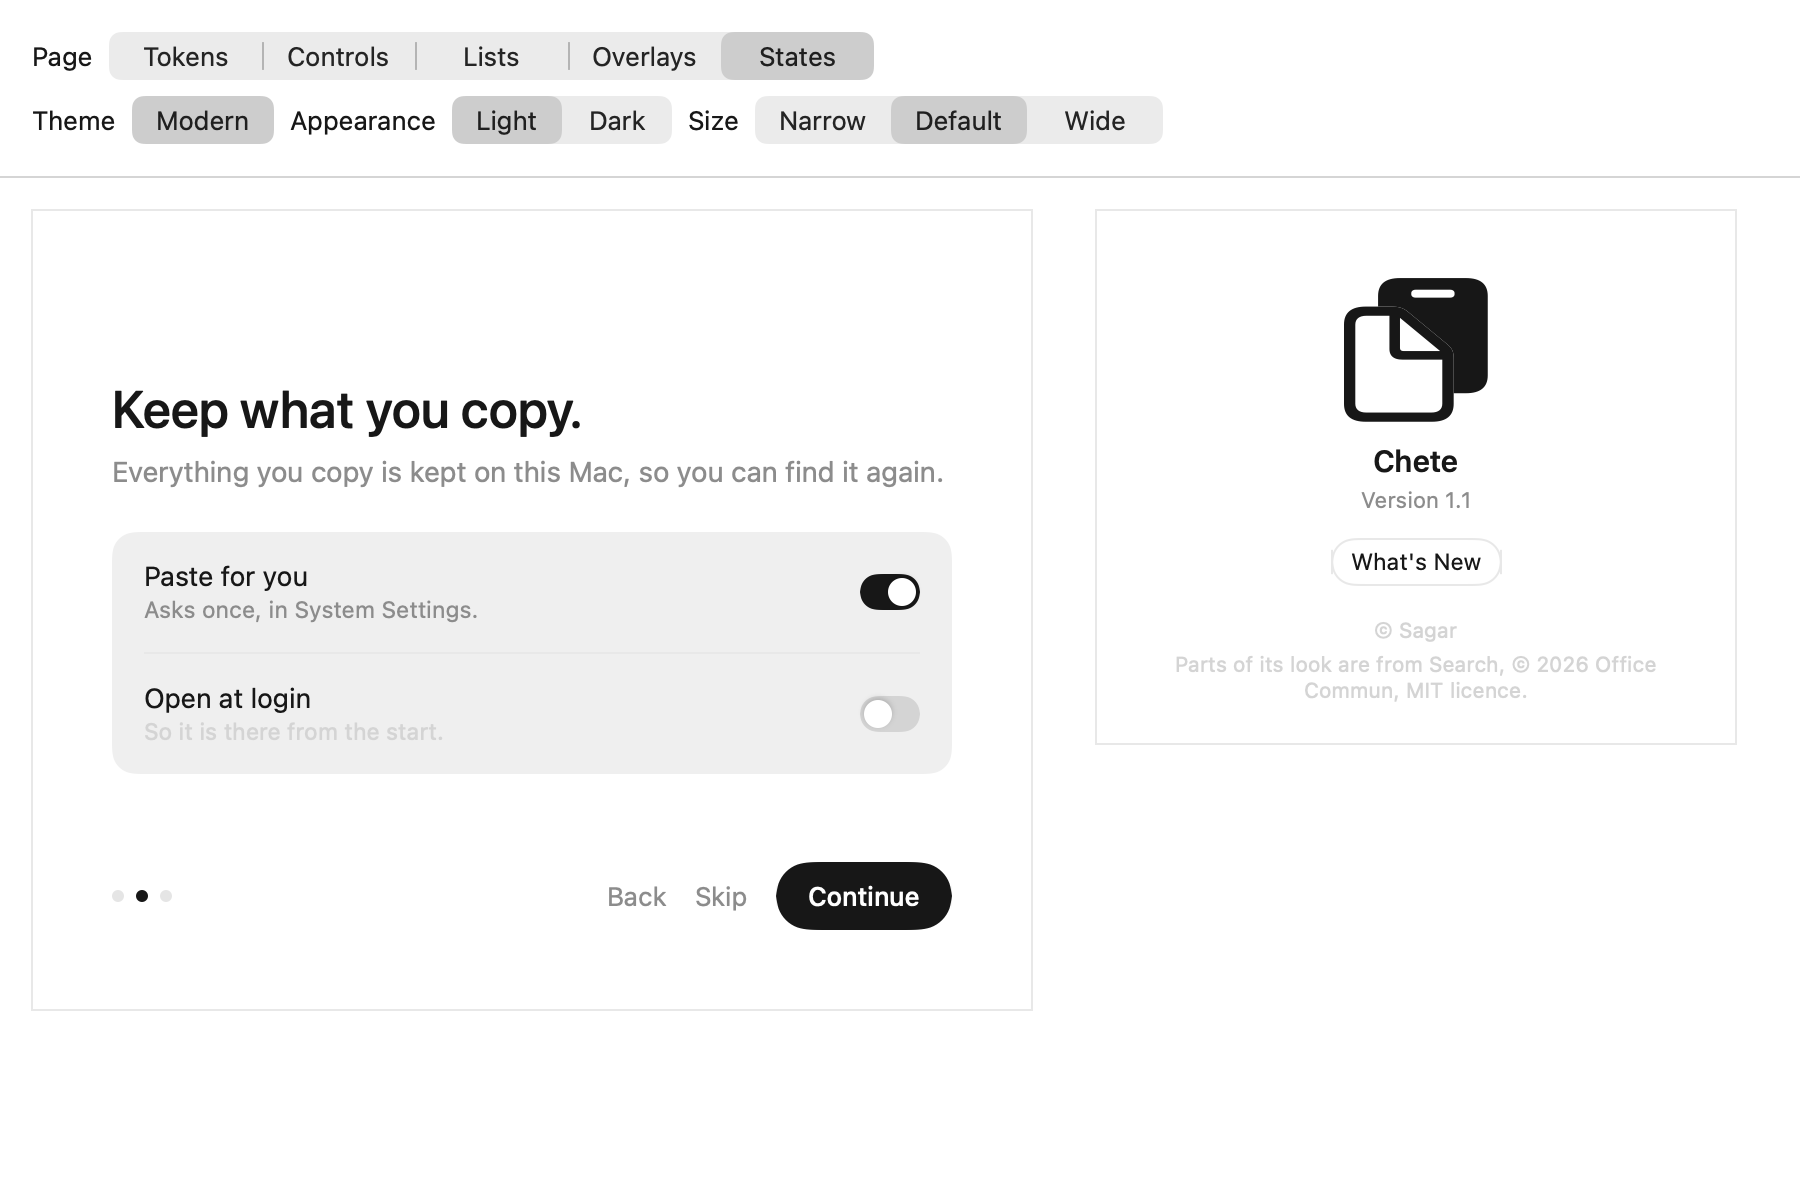 Page Tokens Controls Lists Overlays States
Theme Modern Appearance Light Dark Size Narrow Default Wide
Keep what you copy.
Everything you copy is kept on this Mac, so you can find it again.
Paste for you
Asks once, in System Settings.
Open at login
So it is there from the start.
Back Skip Continue
Chete
Version 1.1
What's New
© Sagar
Parts of its look are from Search, © 2026 Office
Commun, MIT licence.